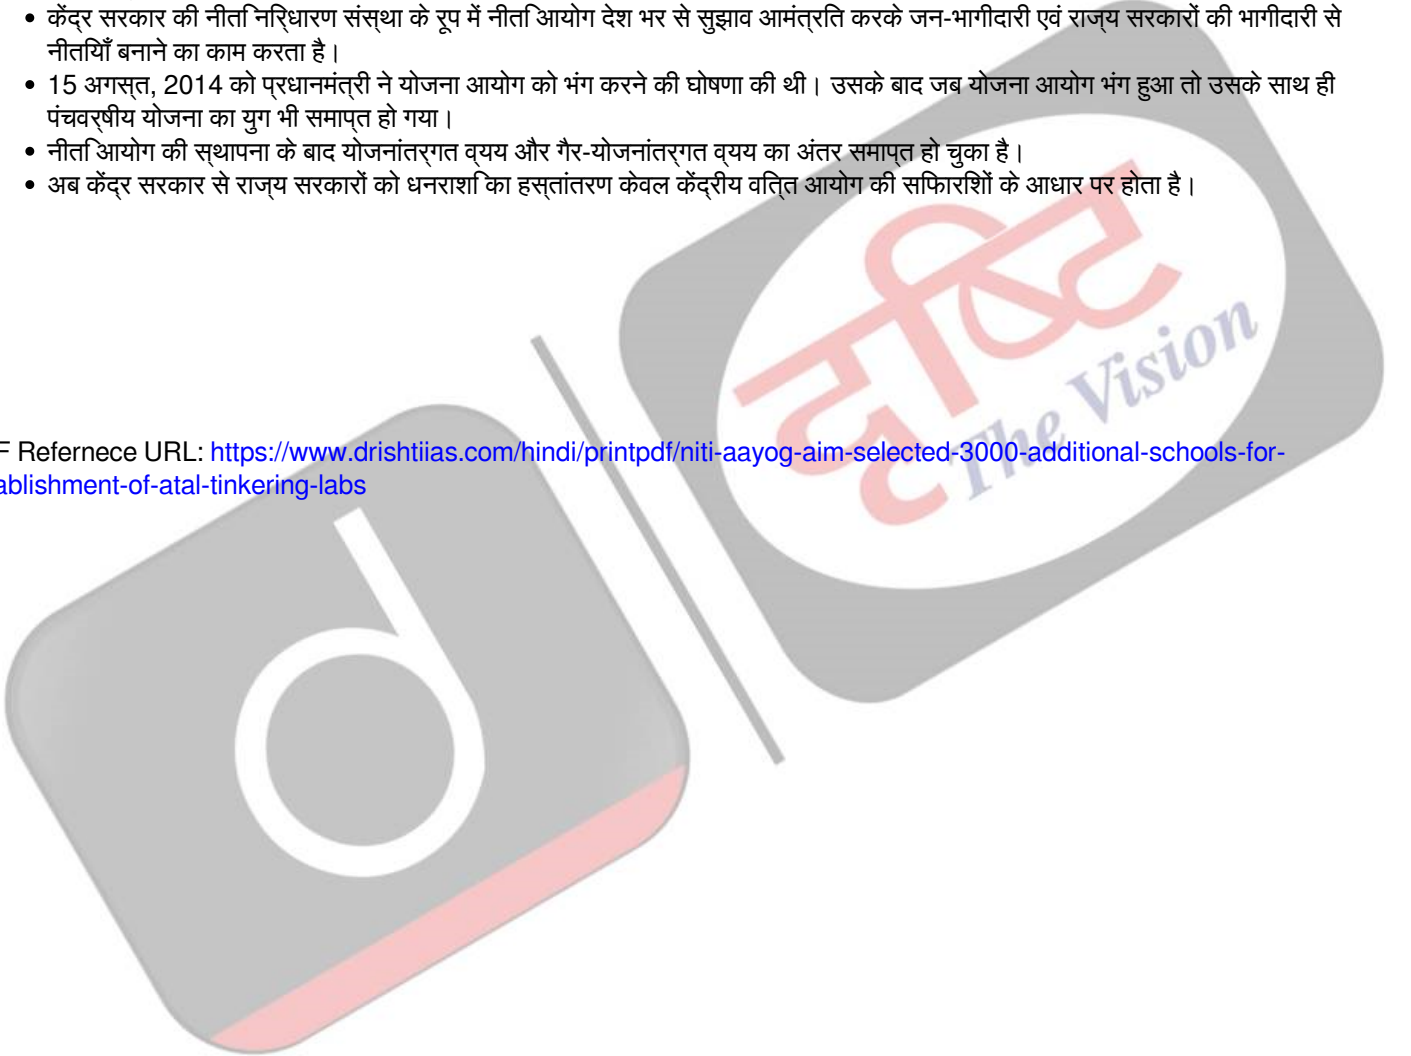 • केंद्र सरकार की नीति निर्धारण संस्था के रूप में नीति आयोग देश भर से सुझाव आमंत्रित करके जन-भागीदारी एवं राज्य सरकारों की भागीदारी से
नीतियाँ बनाने का काम करता है।
• 15 अगस्त, 2014 को प्रधानमंत्री ने योजना आयोग को भंग करने की घोषणा की थी। उसके बाद जब योजना आयोग भंग हुआ तो उसके साथ ही
पंचवर्षीय योजना का युग भी समाप्त हो गया।
• नीति आयोग की स्थापना के बाद योजनांतर्गत व्यय और गैर-योजनांतर्गत व्यय का अंतर समाप्त हो चुका है।
• अब केंद्र सरकार से राज्य सरकारों को धनराशि का हस्तांतरण केवल केंद्रीय वित्त आयोग की सिफारिशों के आधार पर होता है।
दृष्टि
The Vision
F Refernece URL: https://www.drishtiias.com/hindi/printpdf/niti-aayog-aim-selected-3000-additional-schools-for-
ablishment-of-atal-tinkering-labs
d